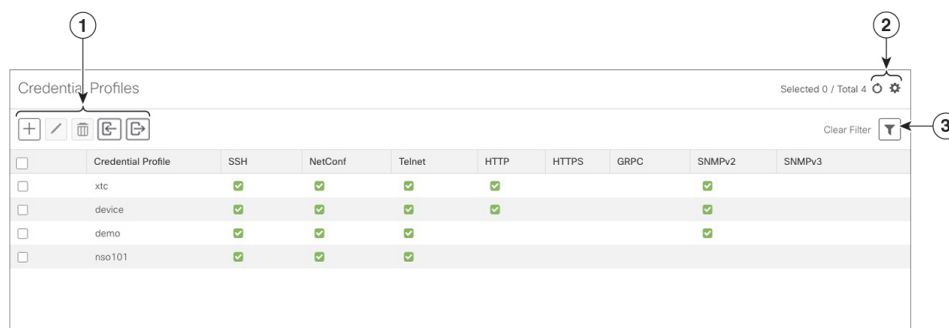 1
2
Credential Profiles
Selected 0 / Total 4
Clear Filter
3
Credential Profile SSH NetConf Telnet HTTP HTTPS GRPC SNMPv2 SNMPv3
xtc
device
demo
nso101